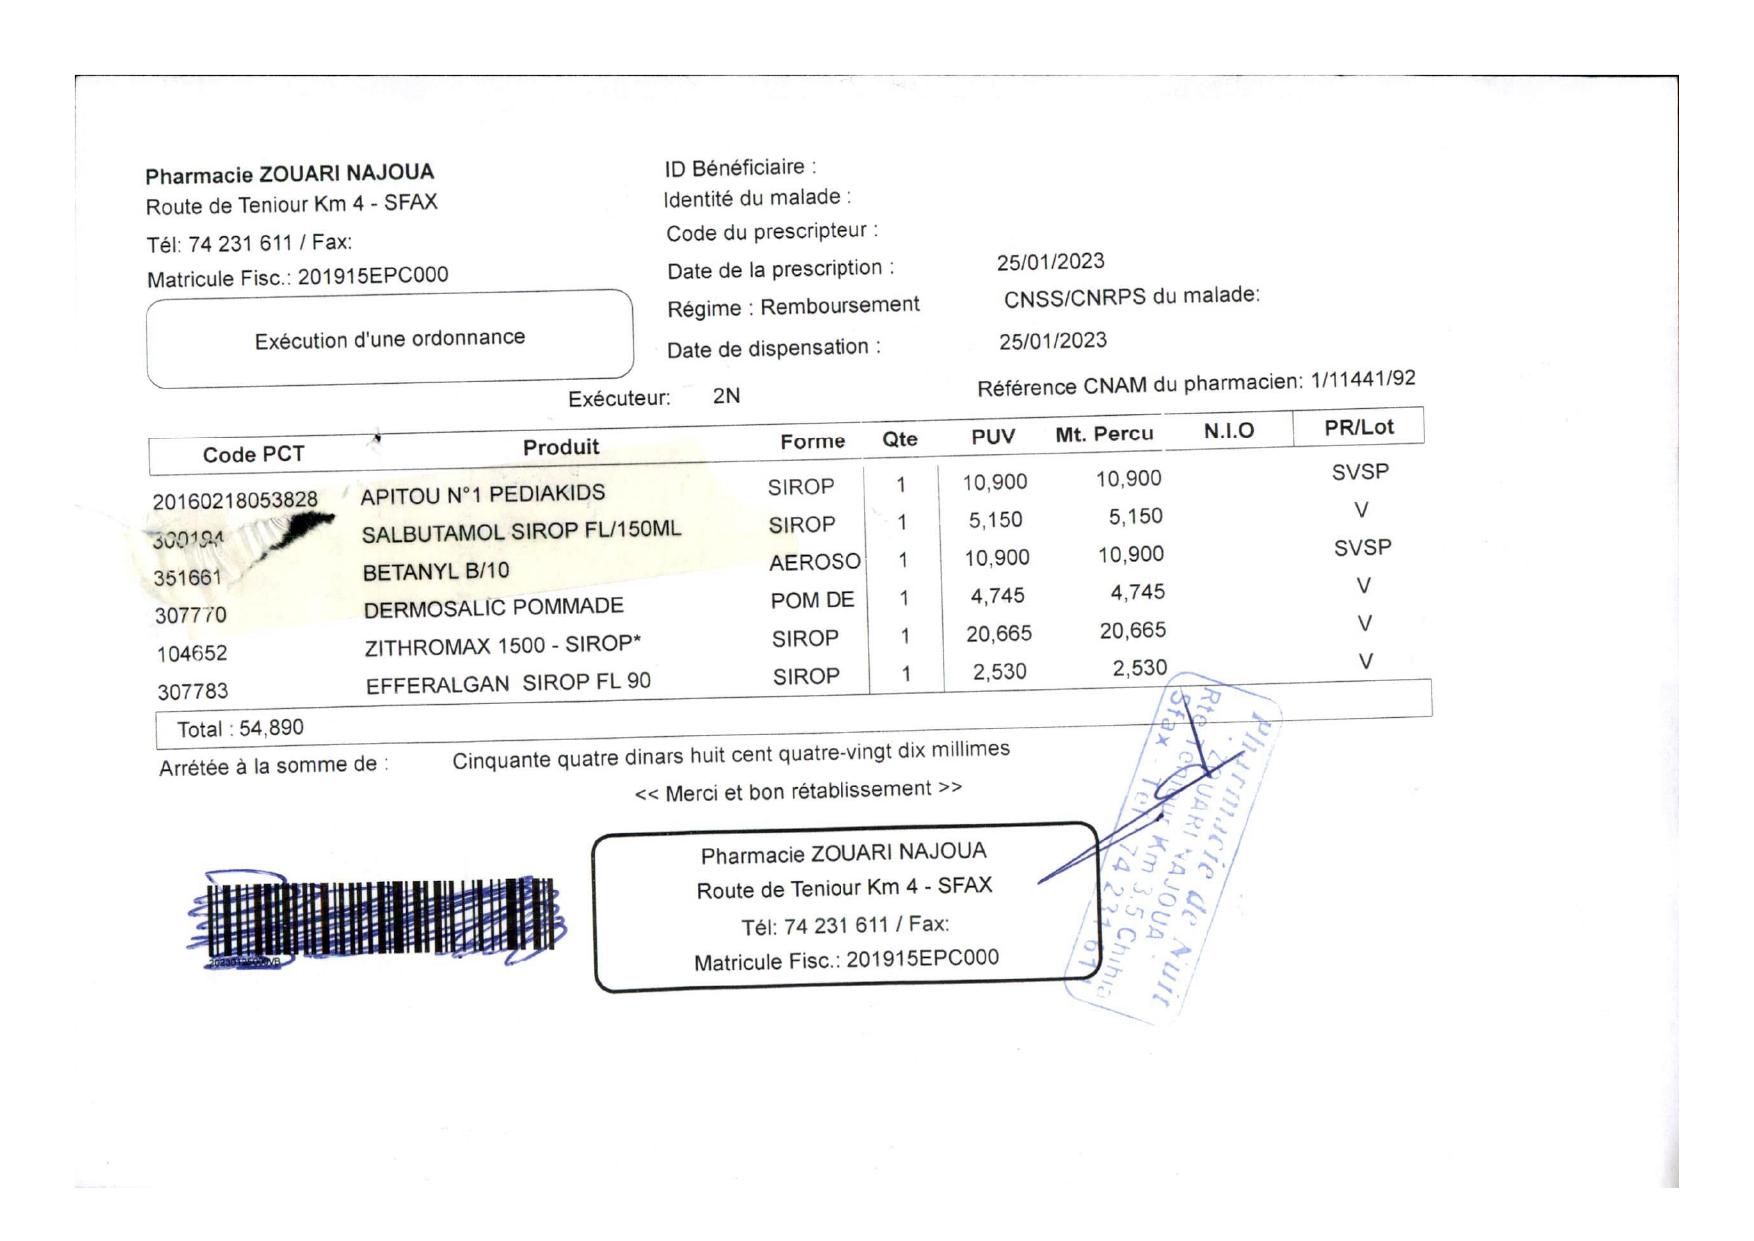 Pharmacie ZOUARI NAJOUA
Route de Teniour Km 4 - SFAX
Tél: 74 231 611 / Fax:
Matricule Fisc.: 201915EPC000
Exécution d'une ordonnance
ID Bénéficiaire :
Identité du malade :
Code du prescripteur :
Date de la prescription : 25/01/2023
Régime : Remboursement CNSS/CNRPS du malade:
Date de dispensation : 25/01/2023
Exécuteur: 2N Référence CNAM du pharmacien: 1/11441/92
Code PCT Produit Forme Qte PUV Mt. Percu N.I.O PR/Lot
20160218053828 APITOU N°1 PEDIAKIDS SIROP 1 10,900 10,900 SVSP
SALBUTAMOL SIROP FL/150ML SIROP 1 5,150 5,150 V
351661 BETANYL B/10 AEROSO 1 10,900 10,900 SVSP
307770 DERMOSALIC POMMADE POM DE 1 4,745 4,745 V
104652 ZITHROMAX 1500 - SIROP* SIROP 1 20,665 20,665 V
307783 EFFERALGAN SIROP FL 90 SIROP 1 2,530 2,530 V
Total : 54,890
Arrétée à la somme de : Cinquante quatre dinars huit cent quatre-vingt dix millimes
<< Merci et bon rétablissement >>
Pharmacie ZOUARI NAJOUA
Route de Teniour Km 4 - SFAX
Tél: 74 231 611 / Fax:
Matricule Fisc.: 201915EPC000
Pharmacie de Nuit
ZOUARI NAJOUA
Rte Teniour Km 3.5 Chihia
Sfax - Tel 74 231 611